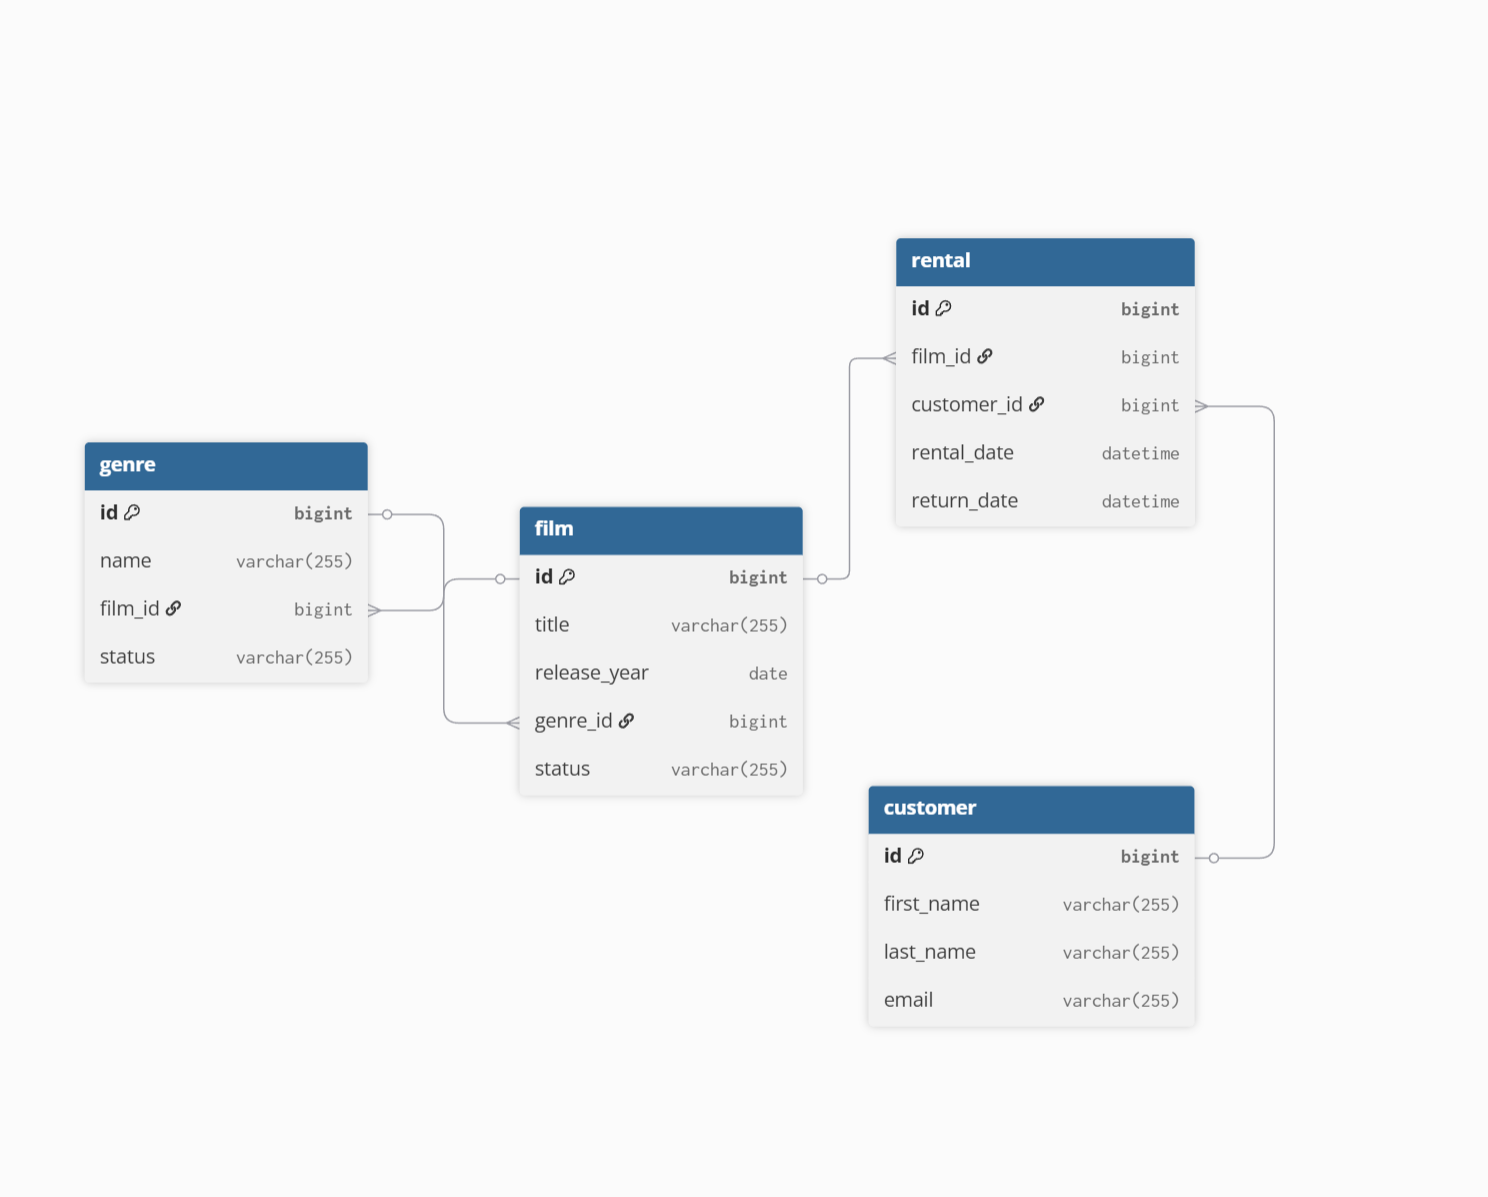 genre
id bigint
name varchar(255)
film_id bigint
status varchar(255)
film
id bigint
title varchar(255)
release_year date
genre_id bigint
status varchar(255)
rental
id bigint
film_id bigint
customer_id bigint
rental_date datetime
return_date datetime
customer
id bigint
first_name varchar(255)
last_name varchar(255)
email varchar(255)